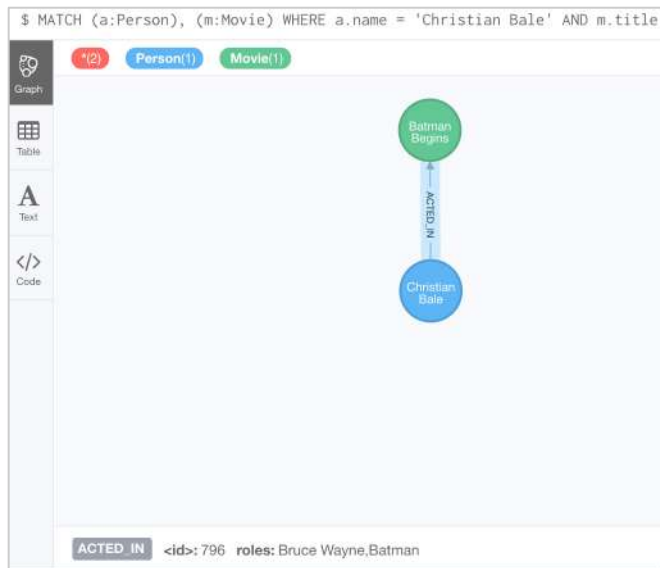 $ MATCH (a:Person), (m:Movie) WHERE a.name = 'Christian Bale' AND m.title
*(2) Person(1) Movie(1)
Graph
Table
A
Text
</>
Code
Batman
Begins
ACTED_IN
Christian
Bale
ACTED_IN <id>: 796 roles: Bruce Wayne,Batman